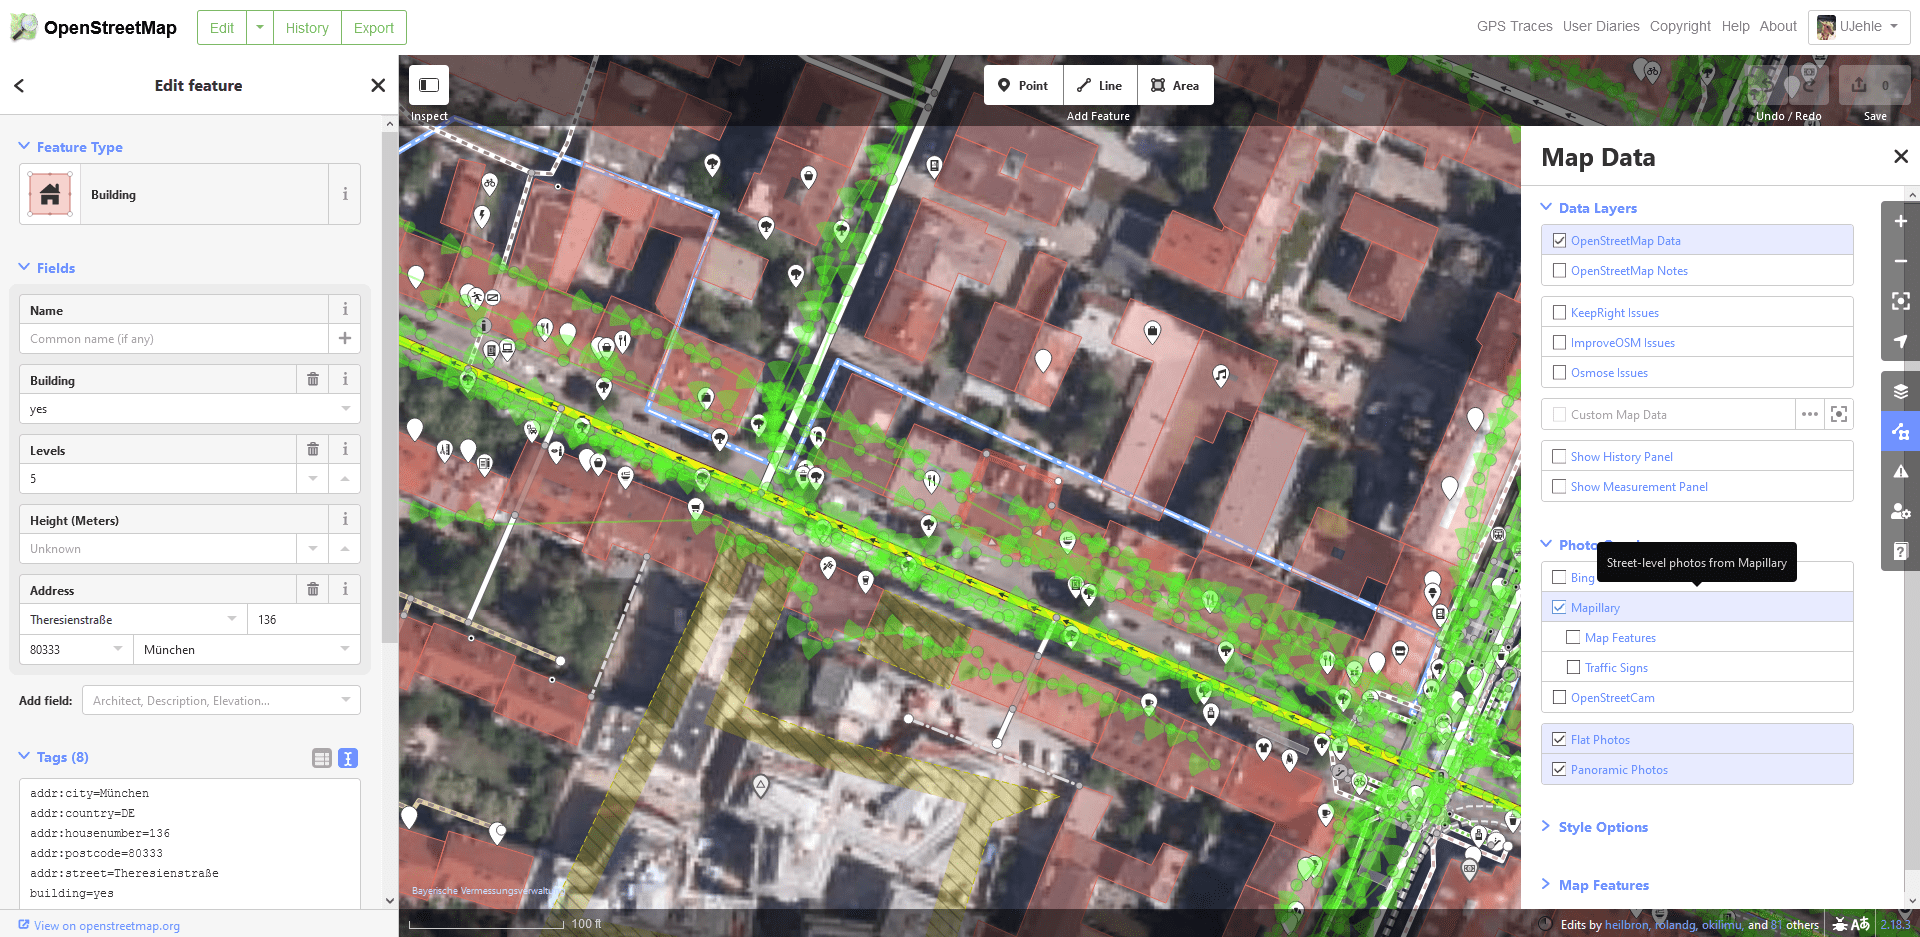 OpenStreetMap
Edit
History
Export
GPS Traces
User Diaries
Copyright
Help
About
UJehle
Edit feature
Inspect
Point
Line
Area
Add Feature
Undo / Redo
0
Save
Feature Type
Building
Fields
Name
Common name (if any)
Building
yes
Levels
5
Height (Meters)
Unknown
Address
Theresienstraße
136
80333
München
Add field:
Architect, Description, Elevation...
Tags (8)
addr:city=München
addr:country=DE
addr:housenumber=136
addr:postcode=80333
addr:street=Theresienstraße
building=yes
View on openstreetmap.org
Bayerische Vermessungsverwaltu
100 ft
Map Data
Data Layers
OpenStreetMap Data
OpenStreetMap Notes
KeepRight Issues
ImproveOSM Issues
Osmose Issues
Custom Map Data
Show History Panel
Show Measurement Panel
Photo
Street-level photos from Mapillary
Bing
Mapillary
Map Features
Traffic Signs
OpenStreetCam
Flat Photos
Panoramic Photos
Style Options
Map Features
Edits by heilbron, rolandg, okilimu, and 81 others
2.18.3